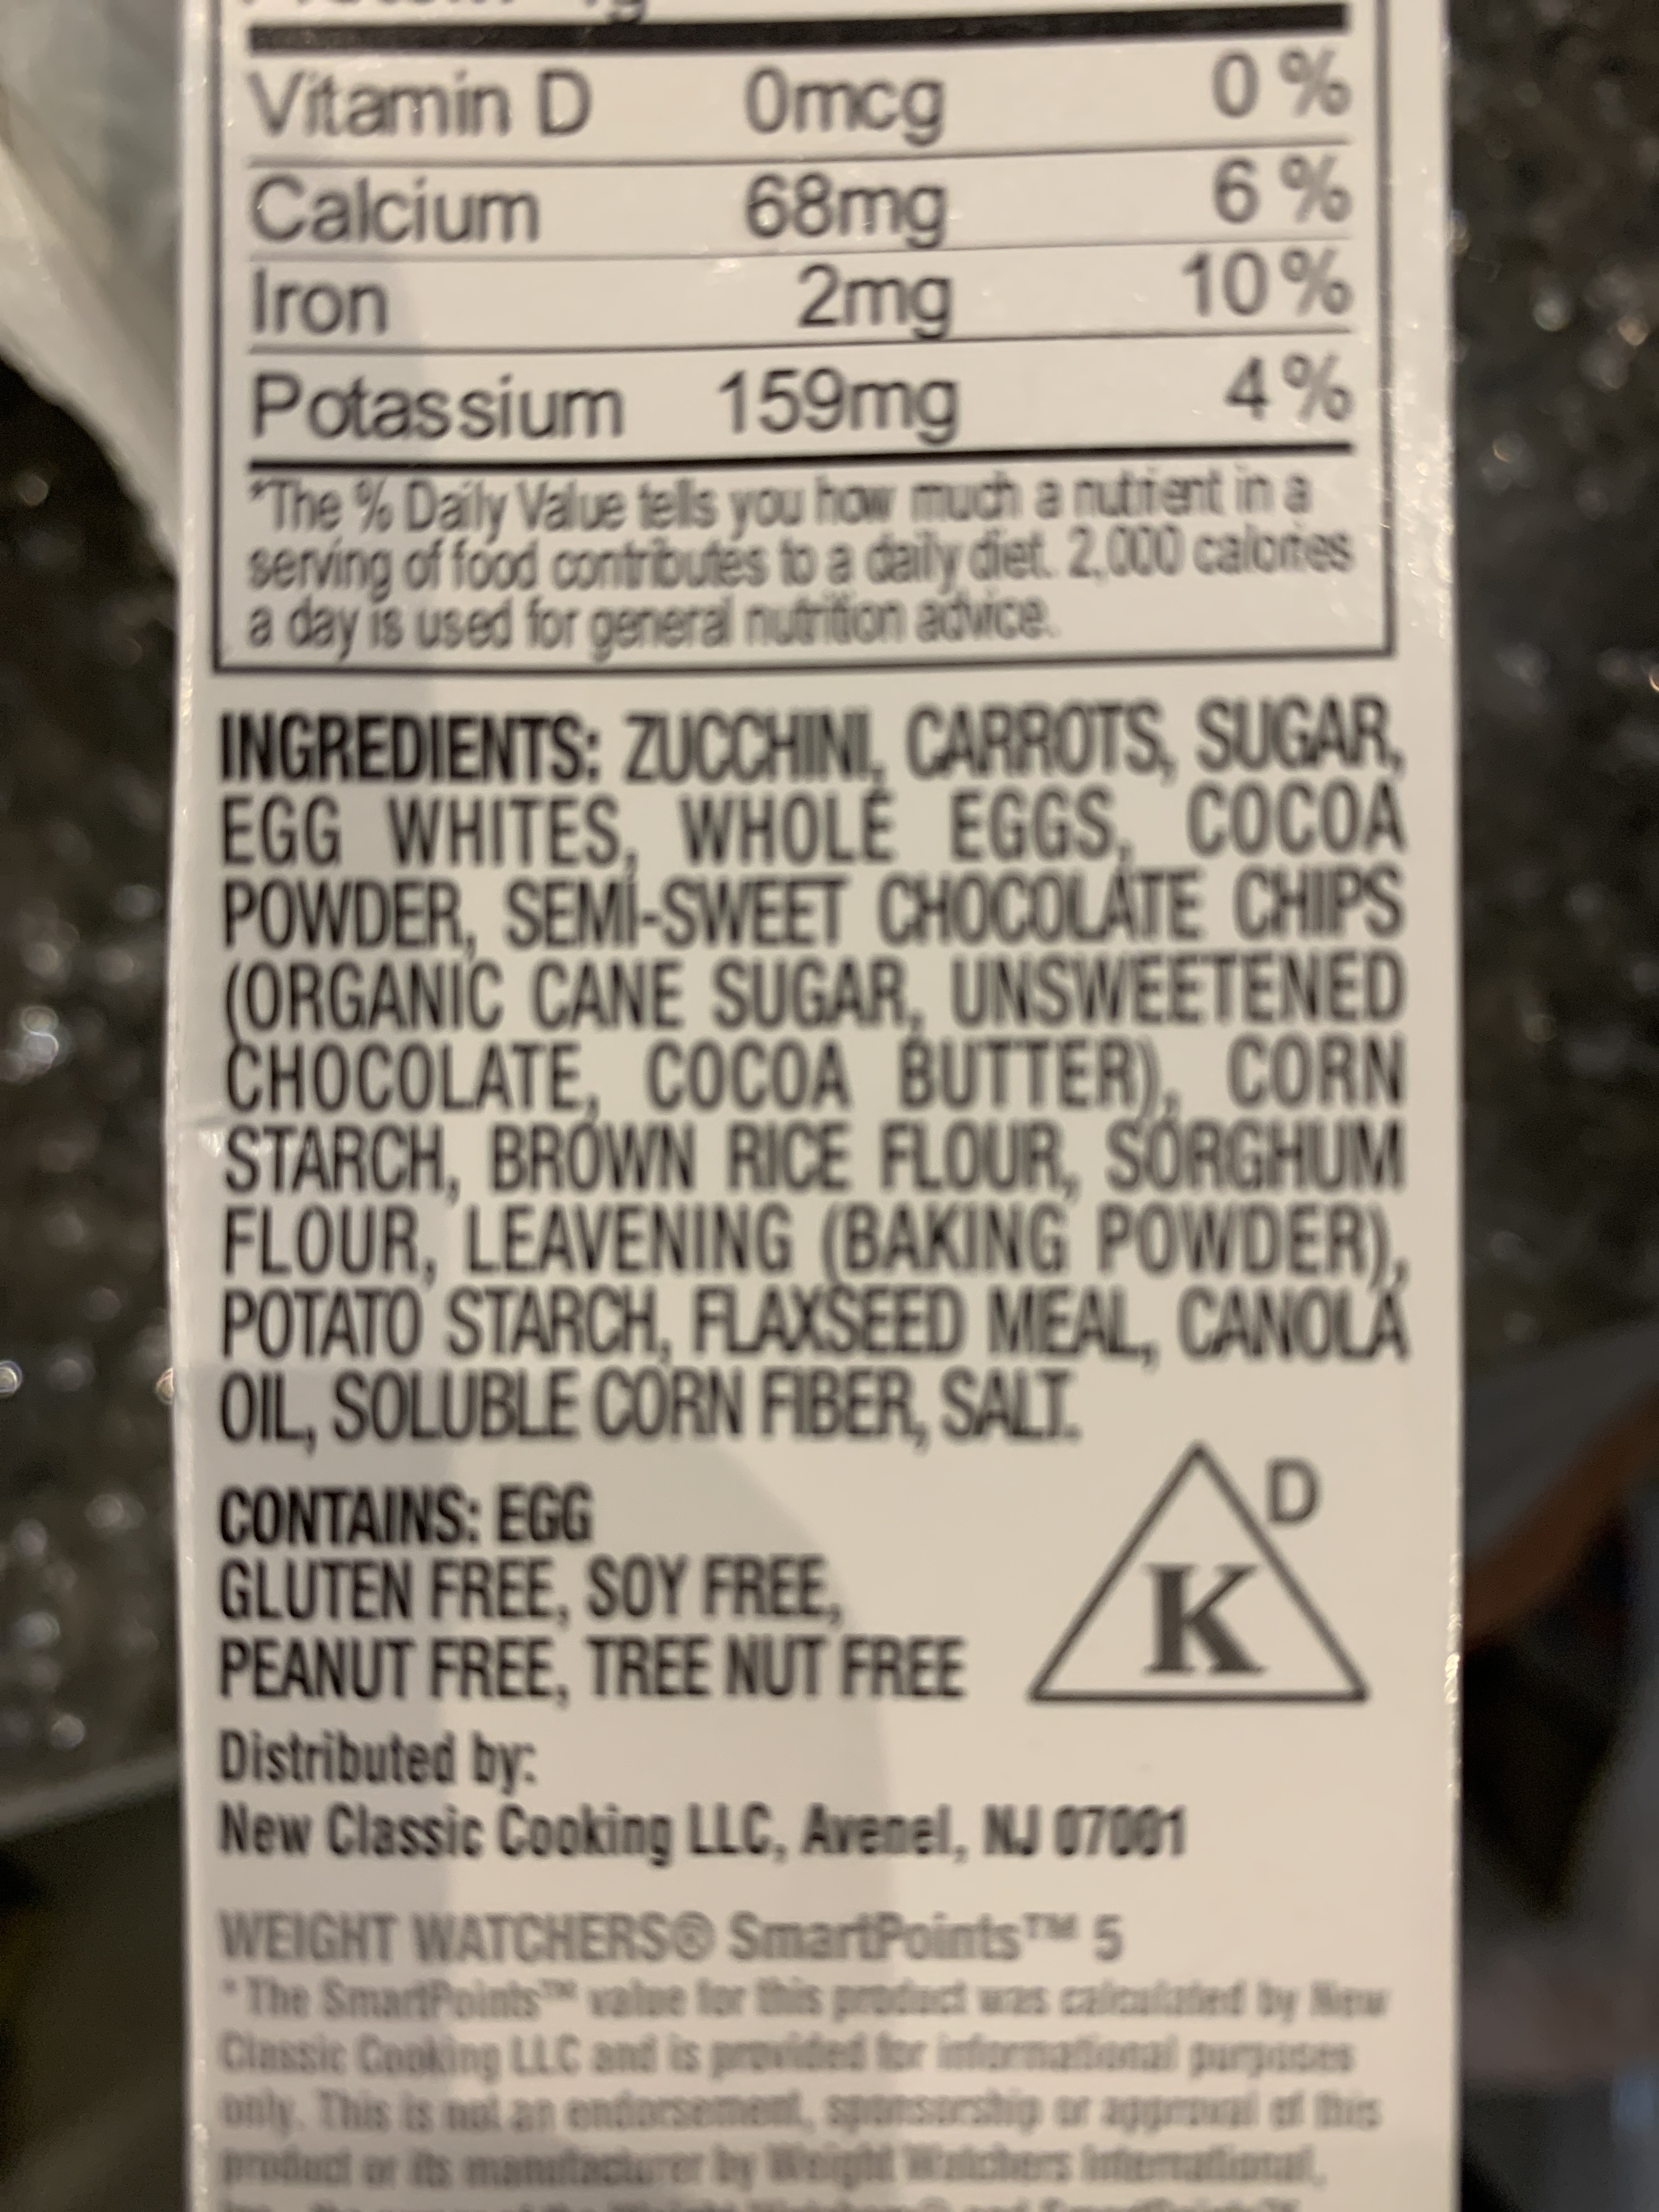 Vitamin D 0mcg 0%
Calcium 68mg 6%
Iron 2mg 10%
Potassium 159mg 4%
*The % Daily Value tells you how much a nutrient in a
serving of food contributes to a daily diet. 2,000 calories
a day is used for general nutrition advice.
INGREDIENTS: ZUCCHINI, CARROTS, SUGAR,
EGG WHITES, WHOLE EGGS, COCOA
POWDER, SEMI-SWEET CHOCOLATE CHIPS
(ORGANIC CANE SUGAR, UNSWEETENED
CHOCOLATE, COCOA BUTTER), CORN
STARCH, BROWN RICE FLOUR, SORGHUM
FLOUR, LEAVENING (BAKING POWDER),
POTATO STARCH, FLAXSEED MEAL, CANOLA
OIL, SOLUBLE CORN FIBER, SALT.
CONTAINS: EGG
GLUTEN FREE, SOY FREE,
PEANUT FREE, TREE NUT FREE
K D
Distributed by:
New Classic Cooking LLC, Avenel, NJ 07001
WEIGHT WATCHERS® SmartPoints™ 5
*The SmartPoints™ value for this product was calculated by New
Classic Cooking LLC and is provided for informational purposes
only. This is not an endorsement, sponsorship or approval of this
product or its manufacturer by Weight Watchers International,